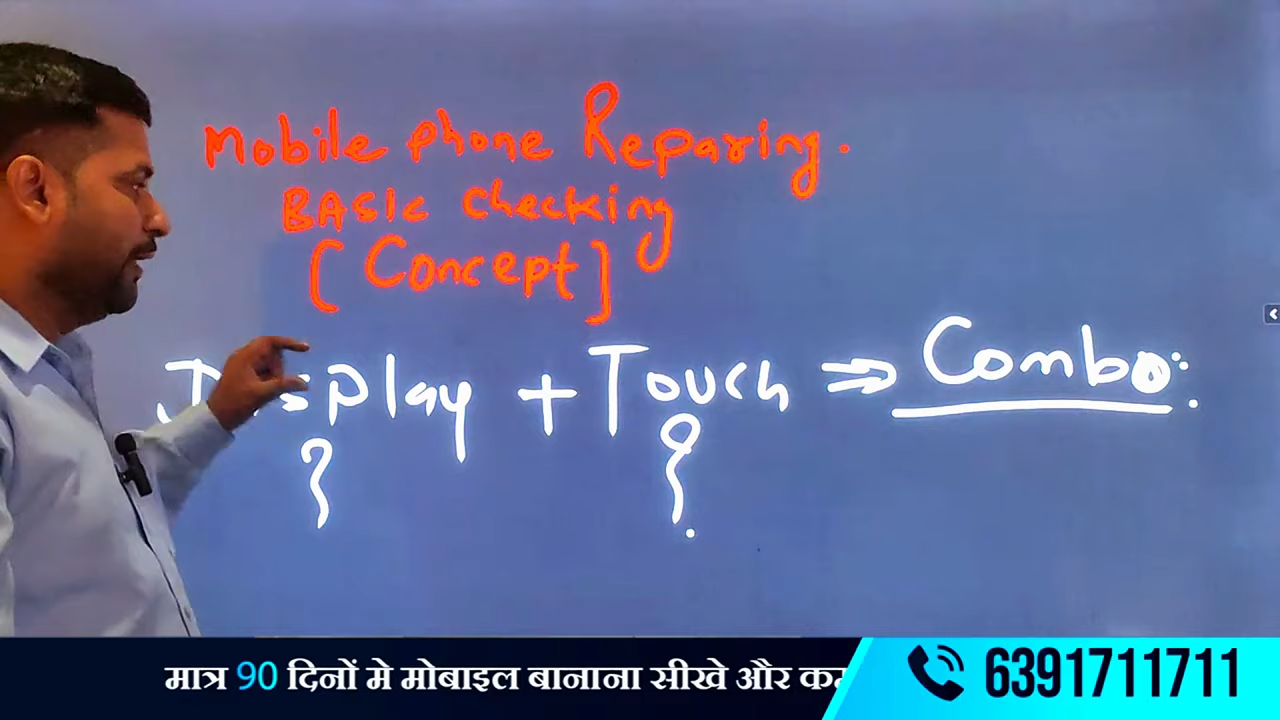 Mobile phone Reparing.
BASIC checking
[Concept]
Display + Touch ⇒ Combo.
? ?
मात्र 90 दिनों मे मोबाइल बानाना सीखे और
6391711711